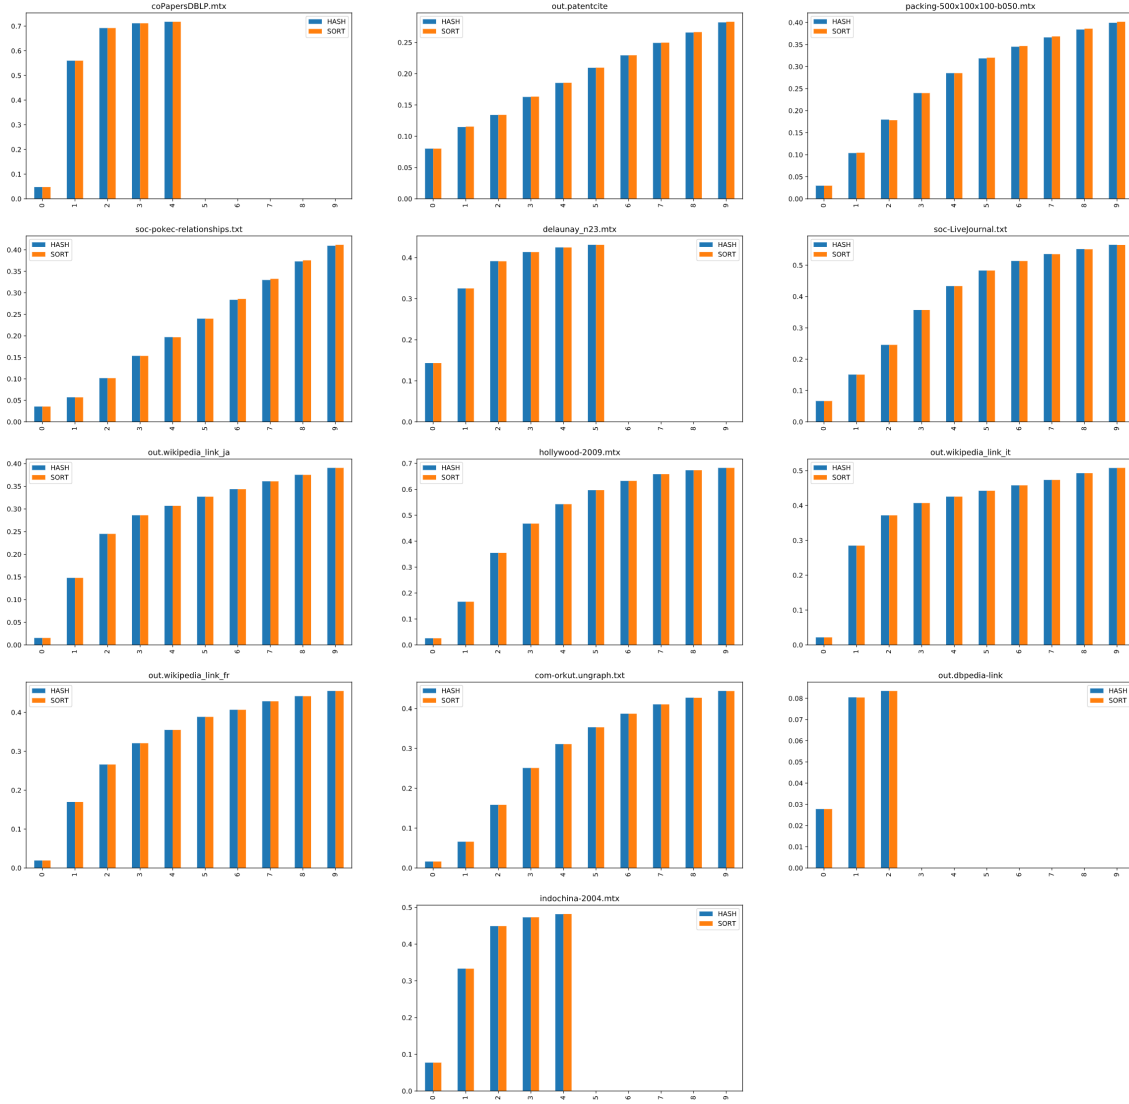 coPapersDBLP.mtx
HASH
SORT
0.7
0.6
0.5
0.4
0.3
0.2
0.1
0.0
0 1 2 3 4 5 6 7 8 9
out.patentcite
HASH
SORT
0.25
0.20
0.15
0.10
0.05
0.00
0 1 2 3 4 5 6 7 8 9
packing-500x100x100-b050.mtx
HASH
SORT
0.40
0.35
0.30
0.25
0.20
0.15
0.10
0.05
0.00
0 1 2 3 4 5 6 7 8 9
soc-pokec-relationships.txt
HASH
SORT
0.40
0.35
0.30
0.25
0.20
0.15
0.10
0.05
0.00
0 1 2 3 4 5 6 7 8 9
delaunay_n23.mtx
HASH
SORT
0.4
0.3
0.2
0.1
0.0
0 1 2 3 4 5 6 7 8 9
soc-LiveJournal.txt
HASH
SORT
0.5
0.4
0.3
0.2
0.1
0.0
0 1 2 3 4 5 6 7 8 9
out.wikipedia_link_ja
HASH
SORT
0.40
0.35
0.30
0.25
0.20
0.15
0.10
0.05
0.00
0 1 2 3 4 5 6 7 8 9
hollywood-2009.mtx
HASH
SORT
0.7
0.6
0.5
0.4
0.3
0.2
0.1
0.0
0 1 2 3 4 5 6 7 8 9
out.wikipedia_link_it
HASH
SORT
0.5
0.4
0.3
0.2
0.1
0.0
0 1 2 3 4 5 6 7 8 9
out.wikipedia_link_fr
HASH
SORT
0.4
0.3
0.2
0.1
0.0
0 1 2 3 4 5 6 7 8 9
com-orkut.ungraph.txt
HASH
SORT
0.4
0.3
0.2
0.1
0.0
0 1 2 3 4 5 6 7 8 9
out.dbpedia-link
HASH
SORT
0.08
0.07
0.06
0.05
0.04
0.03
0.02
0.01
0.00
0 1 2 3 4 5 6 7 8 9
indochina-2004.mtx
HASH
SORT
0.5
0.4
0.3
0.2
0.1
0.0
0 1 2 3 4 5 6 7 8 9